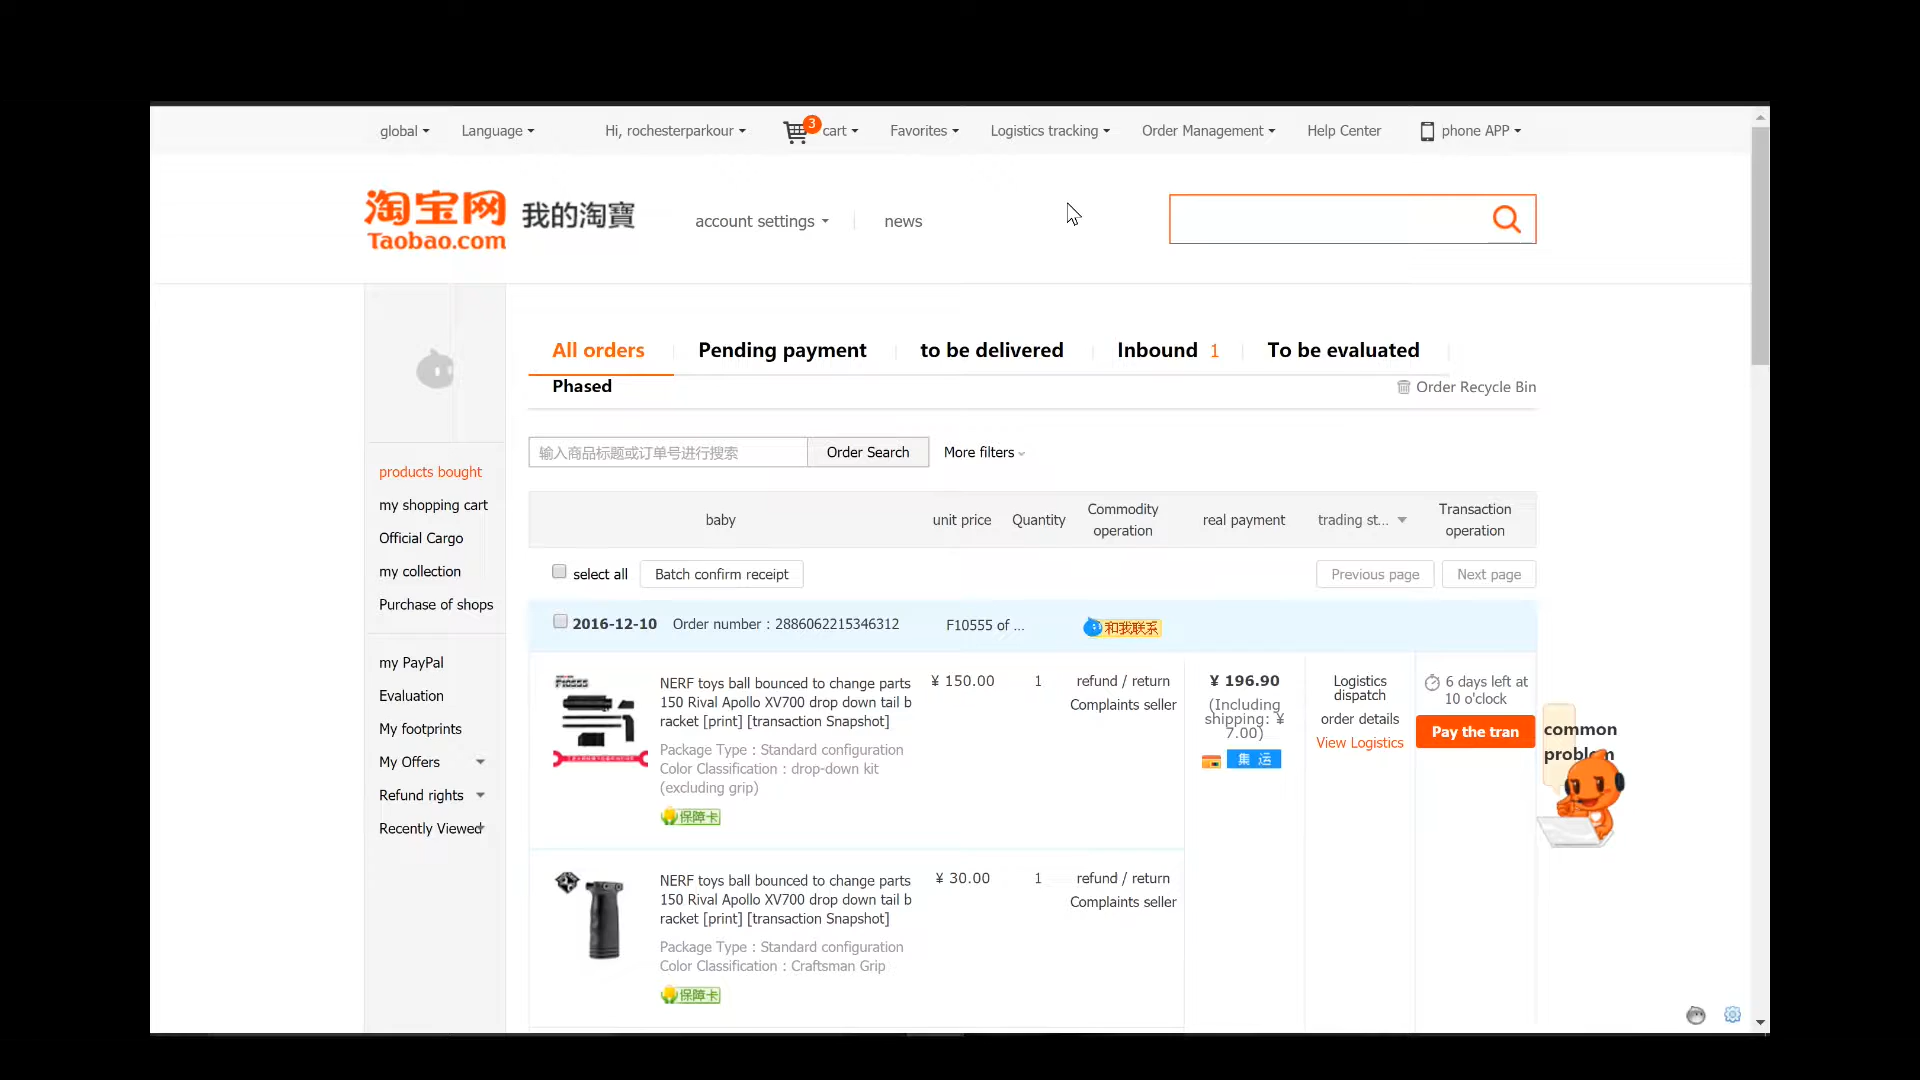 global Language Hi, rochesterparkour 3 cart Favorites Logistics tracking Order Management Help Center phone APP
淘宝网 我的淘寶
Taobao.com
account settings news
All orders Pending payment to be delivered Inbound 1 To be evaluated
Phased Order Recycle Bin
输入商品标题或订单号进行搜索 Order Search More filters
products bought
my shopping cart
Official Cargo
my collection
Purchase of shops
my PayPal
Evaluation
My footprints
My Offers
Refund rights
Recently Viewed
baby unit price Quantity Commodity operation real payment trading st... Transaction operation
select all Batch confirm receipt Previous page Next page
2016-12-10 Order number : 2886062215346312 F10555 of ... 和我联系
F10555
NERF toys ball bounced to change parts
150 Rival Apollo XV700 drop down tail b
racket [print] [transaction Snapshot]
Package Type : Standard configuration
Color Classification : drop-down kit
(excluding grip)
保障卡
¥ 150.00 1
refund / return
Complaints seller
¥ 196.90
(Including
shipping: ¥
7.00)
集 运
Logistics
dispatch
order details
View Logistics
6 days left at
10 o'clock
Pay the tran
common
problem
NERF toys ball bounced to change parts
150 Rival Apollo XV700 drop down tail b
racket [print] [transaction Snapshot]
Package Type : Standard configuration
Color Classification : Craftsman Grip
保障卡
¥ 30.00 1
refund / return
Complaints seller